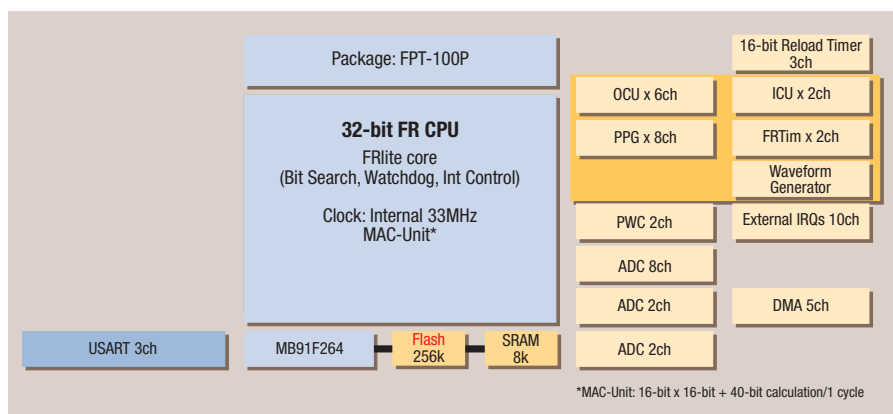 Package: FPT-100P
32-bit FR CPU
FRlite core
(Bit Search, Watchdog, Int Control)
Clock: Internal 33MHz
MAC-Unit*
16-bit Reload Timer
3ch
OCU x 6ch
ICU x 2ch
PPG x 8ch
FRTim x 2ch
Waveform
Generator
PWC 2ch
External IRQs 10ch
ADC 8ch
ADC 2ch
DMA 5ch
USART 3ch
MB91F264
Flash
256k
SRAM
8k
ADC 2ch
*MAC-Unit: 16-bit x 16-bit + 40-bit calculation/1 cycle